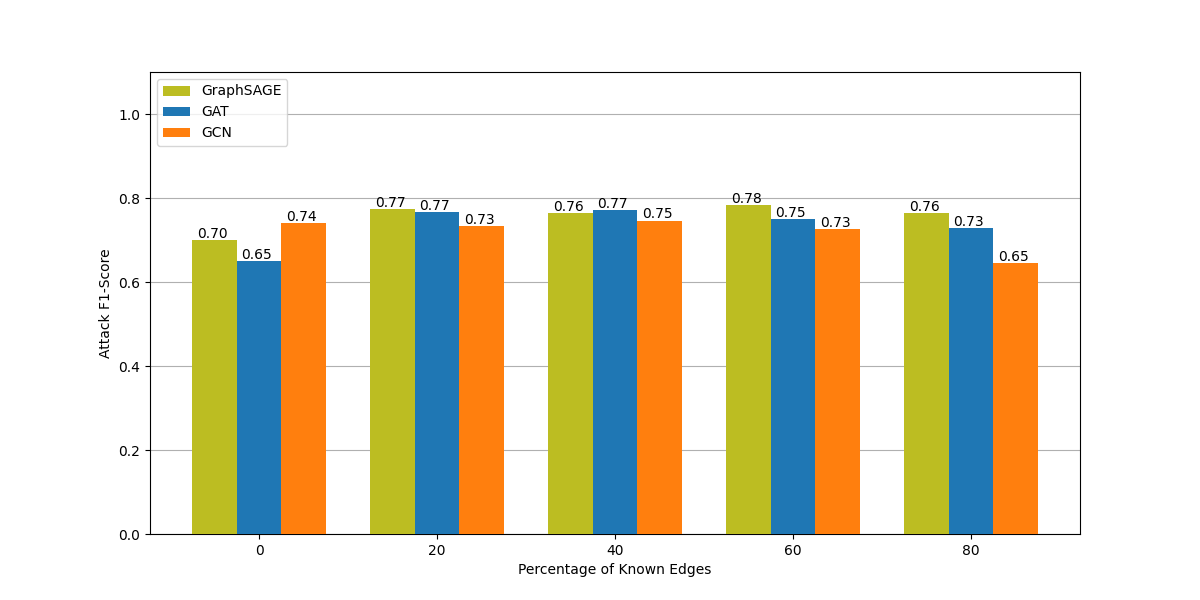 GraphSAGE
GAT
GCN
Attack F1-Score
1.0
0.8
0.6
0.4
0.2
0.0
0.70 0.65 0.74
0.77 0.77 0.73
0.76 0.77 0.75
0.78 0.75 0.73
0.76 0.73 0.65
0 20 40 60 80
Percentage of Known Edges